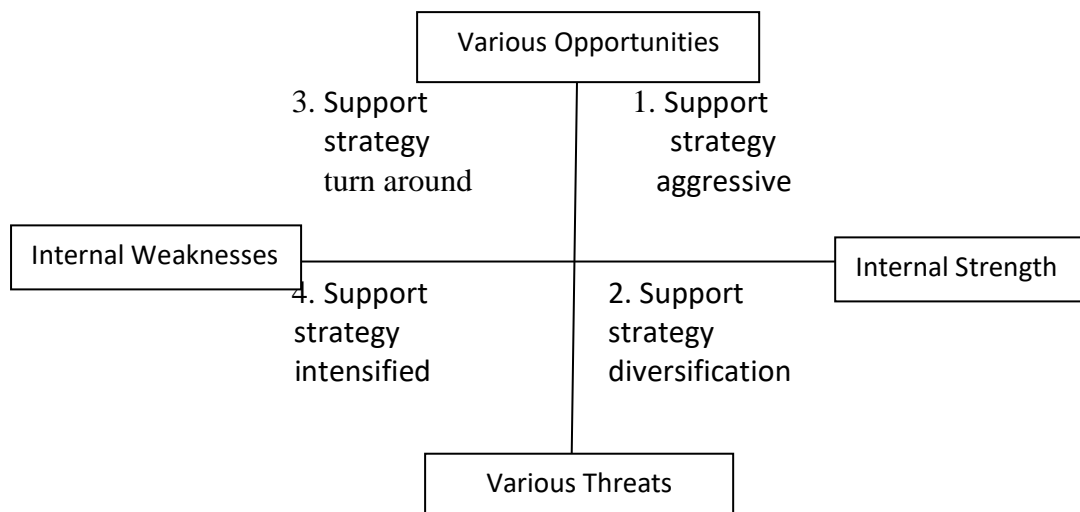 Various Opportunities
3. Support
strategy
turn around
1. Support
strategy
aggressive
Internal Weaknesses
Internal Strength
4. Support
strategy
intensified
2. Support
strategy
diversification
Various Threats